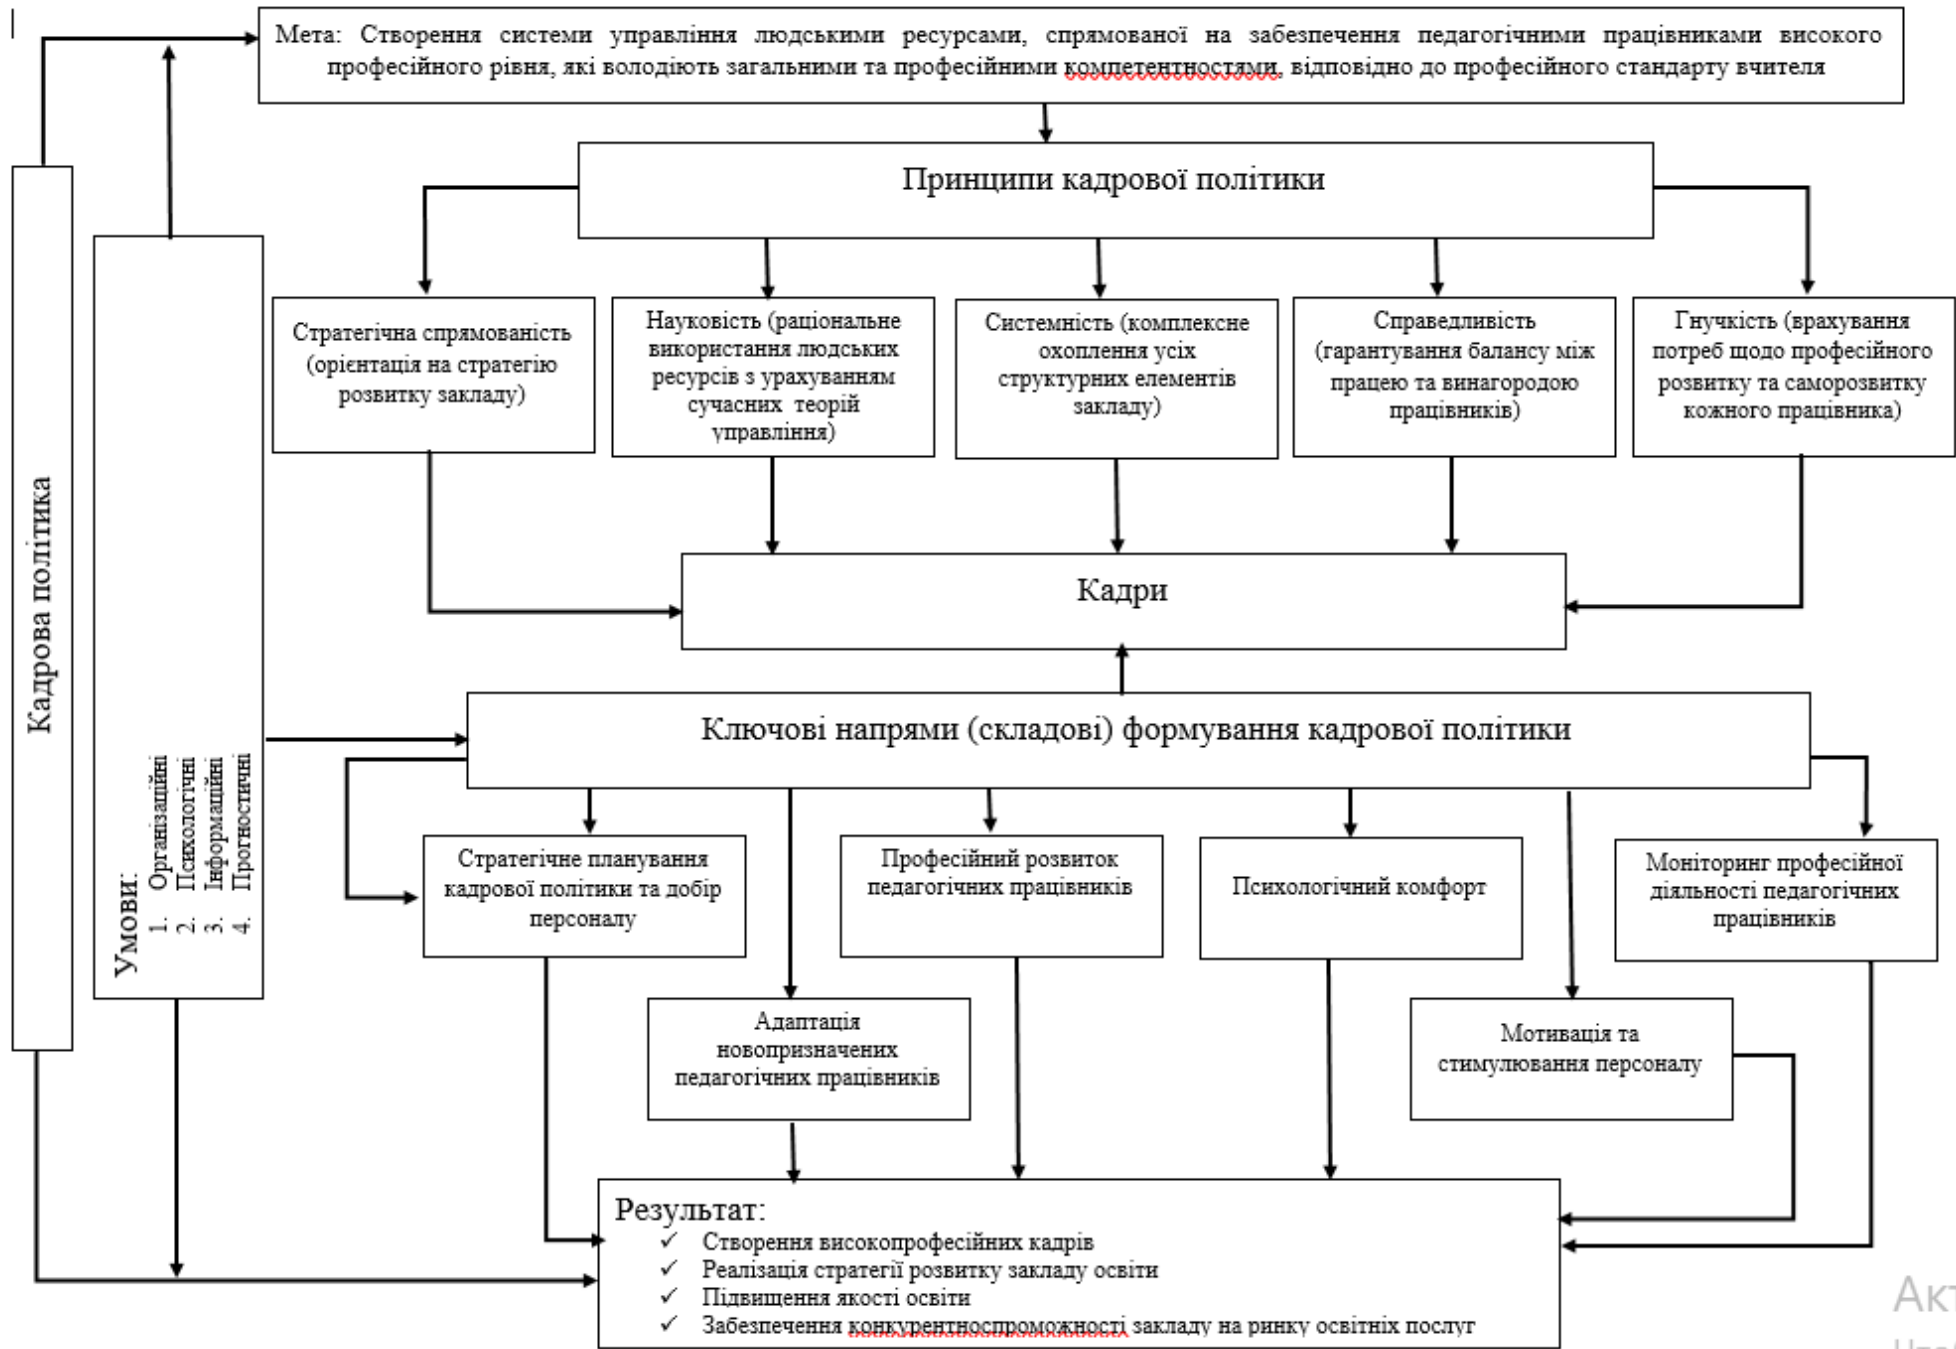 Мета: Створення системи управління людськими ресурсами, спрямованої на забезпечення педагогічними працівниками високого
професійного рівня, які володіють загальними та професійними компетентностями, відповідно до професійного стандарту вчителя
Принципи кадрової політики
Стратегічна спрямованість
(орієнтація на стратегію
розвитку закладу)
Науковість (раціональне
використання людських
ресурсів з урахуванням
сучасних теорій
управління)
Системність (комплексне
охоплення усіх
структурних елементів
закладу)
Справедливість
(гарантування балансу між
працею та винагородою
працівників)
Гнучкість (врахування
потреб щодо професійного
розвитку та саморозвитку
кожного працівника)
Кадрова політика
Умови:
1. Організаційні
2. Психологічні
3. Інформаційні
4. Прогностичні
Кадри
Ключові напрями (складові) формування кадрової політики
Стратегічне планування
кадрової політики та добір
персоналу
Професійний розвиток
педагогічних працівників
Психологічний комфорт
Моніторинг професійної
діяльності педагогічних
працівників
Адаптація
новопризначених
педагогічних працівників
Мотивація та
стимулювання персоналу
Результат:
✓ Створення високопрофесійних кадрів
✓ Реалізація стратегії розвитку закладу освіти
✓ Підвищення якості освіти
✓ Забезпечення конкурентноспроможності закладу на ринку освітніх послуг
Акт